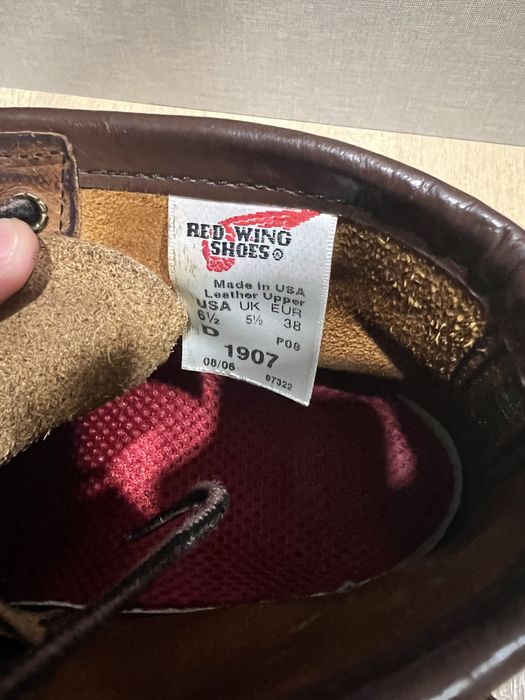 RED WING
SHOES®
Made in USA
Leather Upper
USA UK EUR
6½ 5½ 38
D P08
1907
08/06 07322